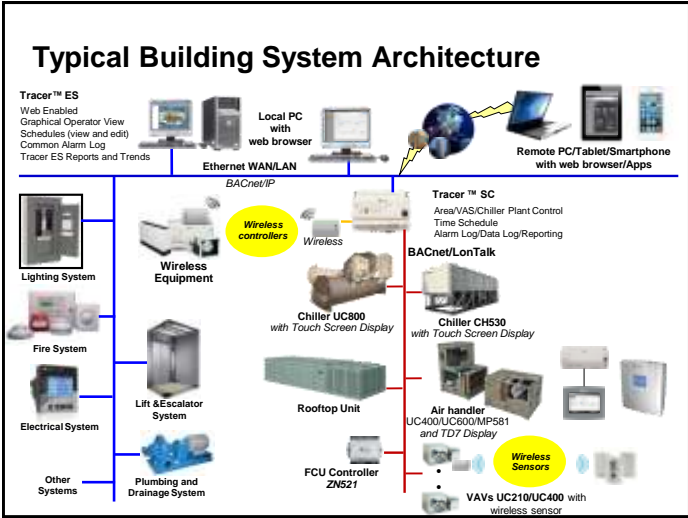 Typical Building System Architecture
Tracer™ ES
Web Enabled
Graphical Operator View
Schedules (view and edit)
Common Alarm Log
Tracer ES Reports and Trends
Local PC
with
web browser
Remote PC/Tablet/Smartphone
with web browser/Apps
Ethernet WAN/LAN
BACnet/IP
Tracer ™ SC
Area/VAS/Chiller Plant Control
Time Schedule
Alarm Log/Data Log/Reporting
Wireless
controllers
Wireless
BACnet/LonTalk
Lighting System
Wireless
Equipment
Chiller UC800
with Touch Screen Display
Chiller CH530
with Touch Screen Display
Fire System
Lift &Escalator
System
Rooftop Unit
Air handler
UC400/UC600/MP581
and TD7 Display
Electrical System
FCU Controller
ZN521
Wireless
Sensors
Other
Systems
Plumbing and
Drainage System
VAVs UC210/UC400 with
wireless sensor